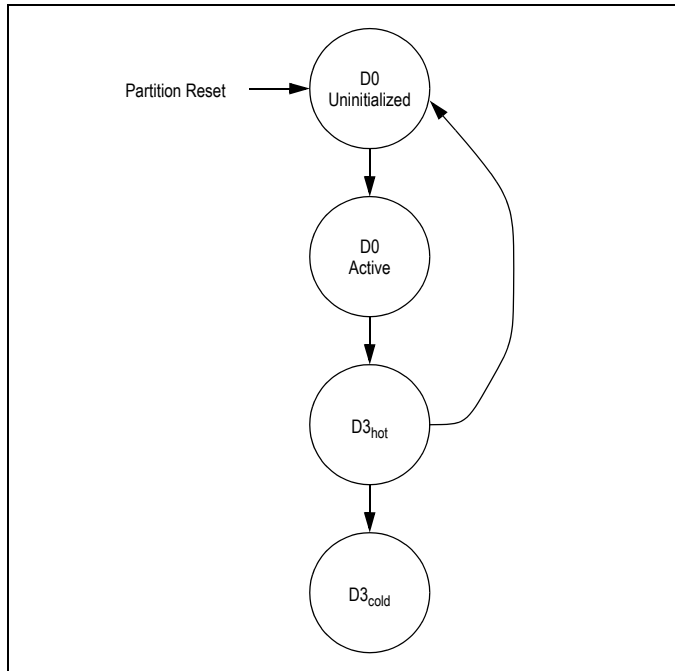 D0
Uninitialized
Partition Reset
D0
Active
D3hot
D3cold